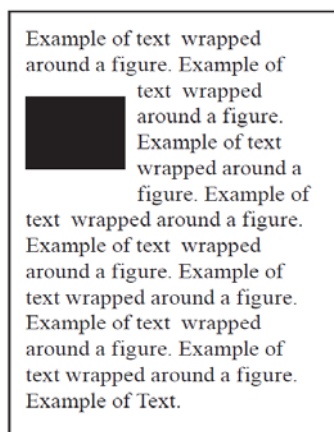 Example of text  wrapped
around a figure. Example of
text  wrapped
around a figure.
Example of text
wrapped around a
figure. Example of
text  wrapped around a figure.
Example of text  wrapped
around a figure. Example of
text wrapped around a figure.
Example of text  wrapped
around a figure. Example of
text wrapped around a figure.
Example of Text.